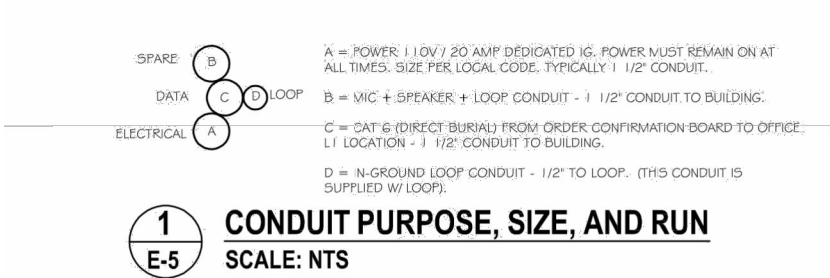 SPARE
B
A = POWER 110V / 20 AMP DEDICATED IG. POWER MUST REMAIN ON AT
ALL TIMES. SIZE PER LOCAL CODE. TYPICALLY 1 1/2" CONDUIT.
DATA
C
D
LOOP
B = MIC + SPEAKER + LOOP CONDUIT - 1 1/2" CONDUIT TO BUILDING.
ELECTRICAL
A
C = CAT 6 (DIRECT BURIAL) FROM ORDER CONFIRMATION BOARD TO OFFICE
L1 LOCATION - 1 1/2" CONDUIT TO BUILDING.
D = IN-GROUND LOOP CONDUIT - 1/2" TO LOOP. (THIS CONDUIT IS
SUPPLIED W/ LOOP).
1
E-5
CONDUIT PURPOSE, SIZE, AND RUN
SCALE: NTS